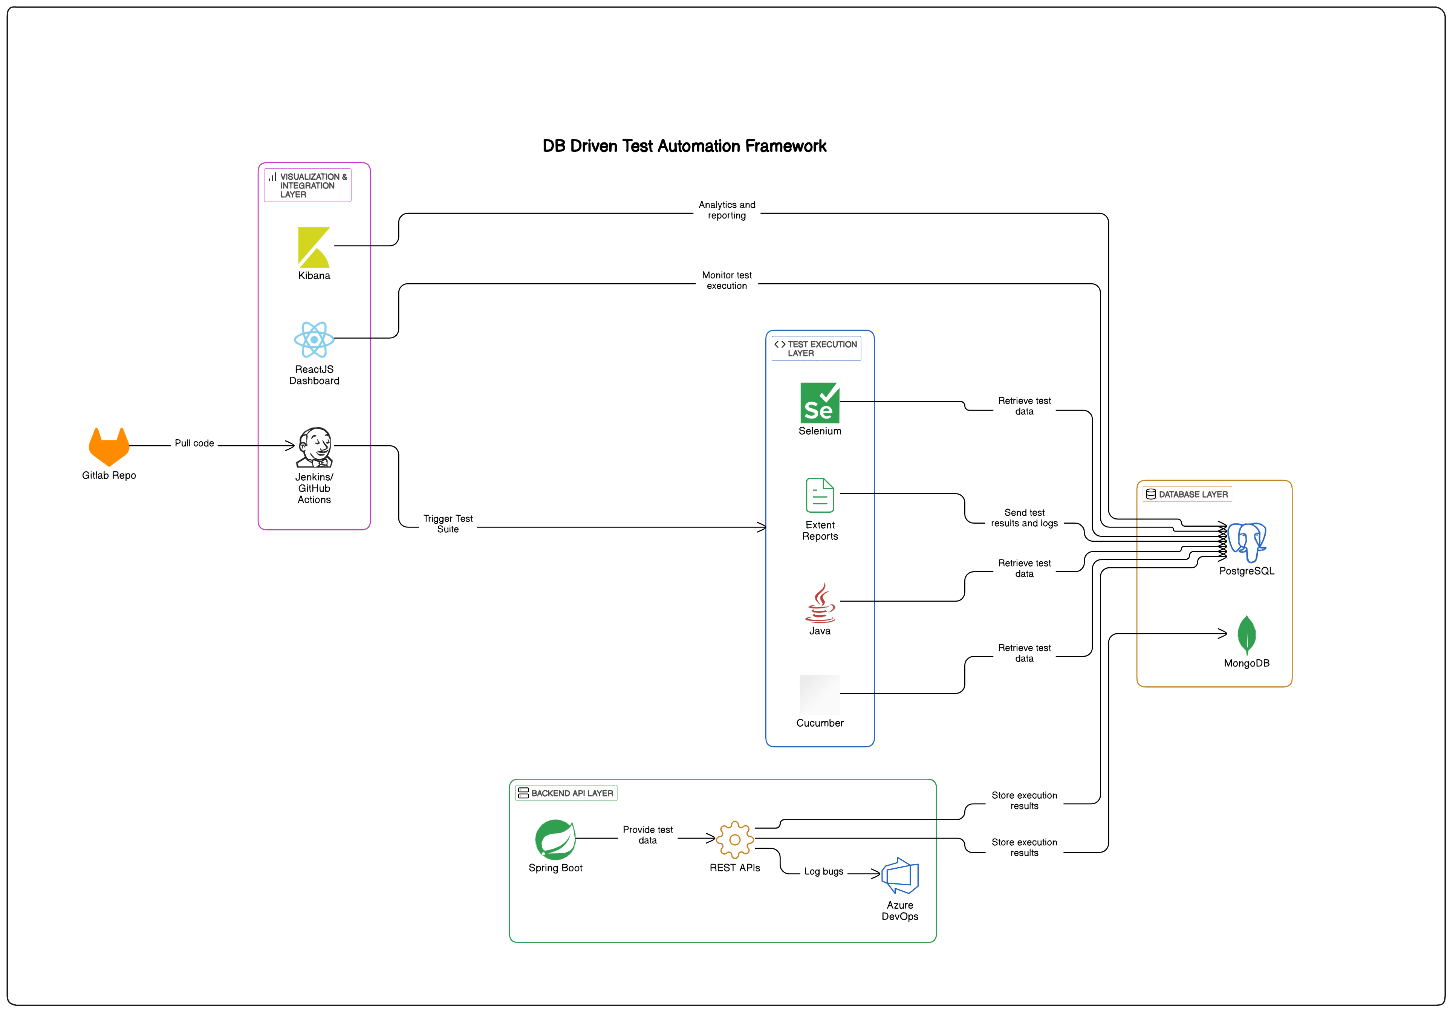 DB Driven Test Automation Framework
VISUALIZATION &
INTEGRATION
LAYER
Kibana
ReactJS
Dashboard
Jenkins/
GitHub
Actions
Gitlab Repo
Pull code
Analytics and
reporting
Monitor test
execution
Trigger Test
Suite
TEST EXECUTION
LAYER
Se
Selenium
Extent
Reports
Java
Cucumber
Retrieve test
data
Send test
results and logs
Retrieve test
data
Retrieve test
data
DATABASE LAYER
PostgreSQL
MongoDB
BACKEND API LAYER
Spring Boot
Provide test
data
REST APIs
Log bugs
Azure
DevOps
Store execution
results
Store execution
results